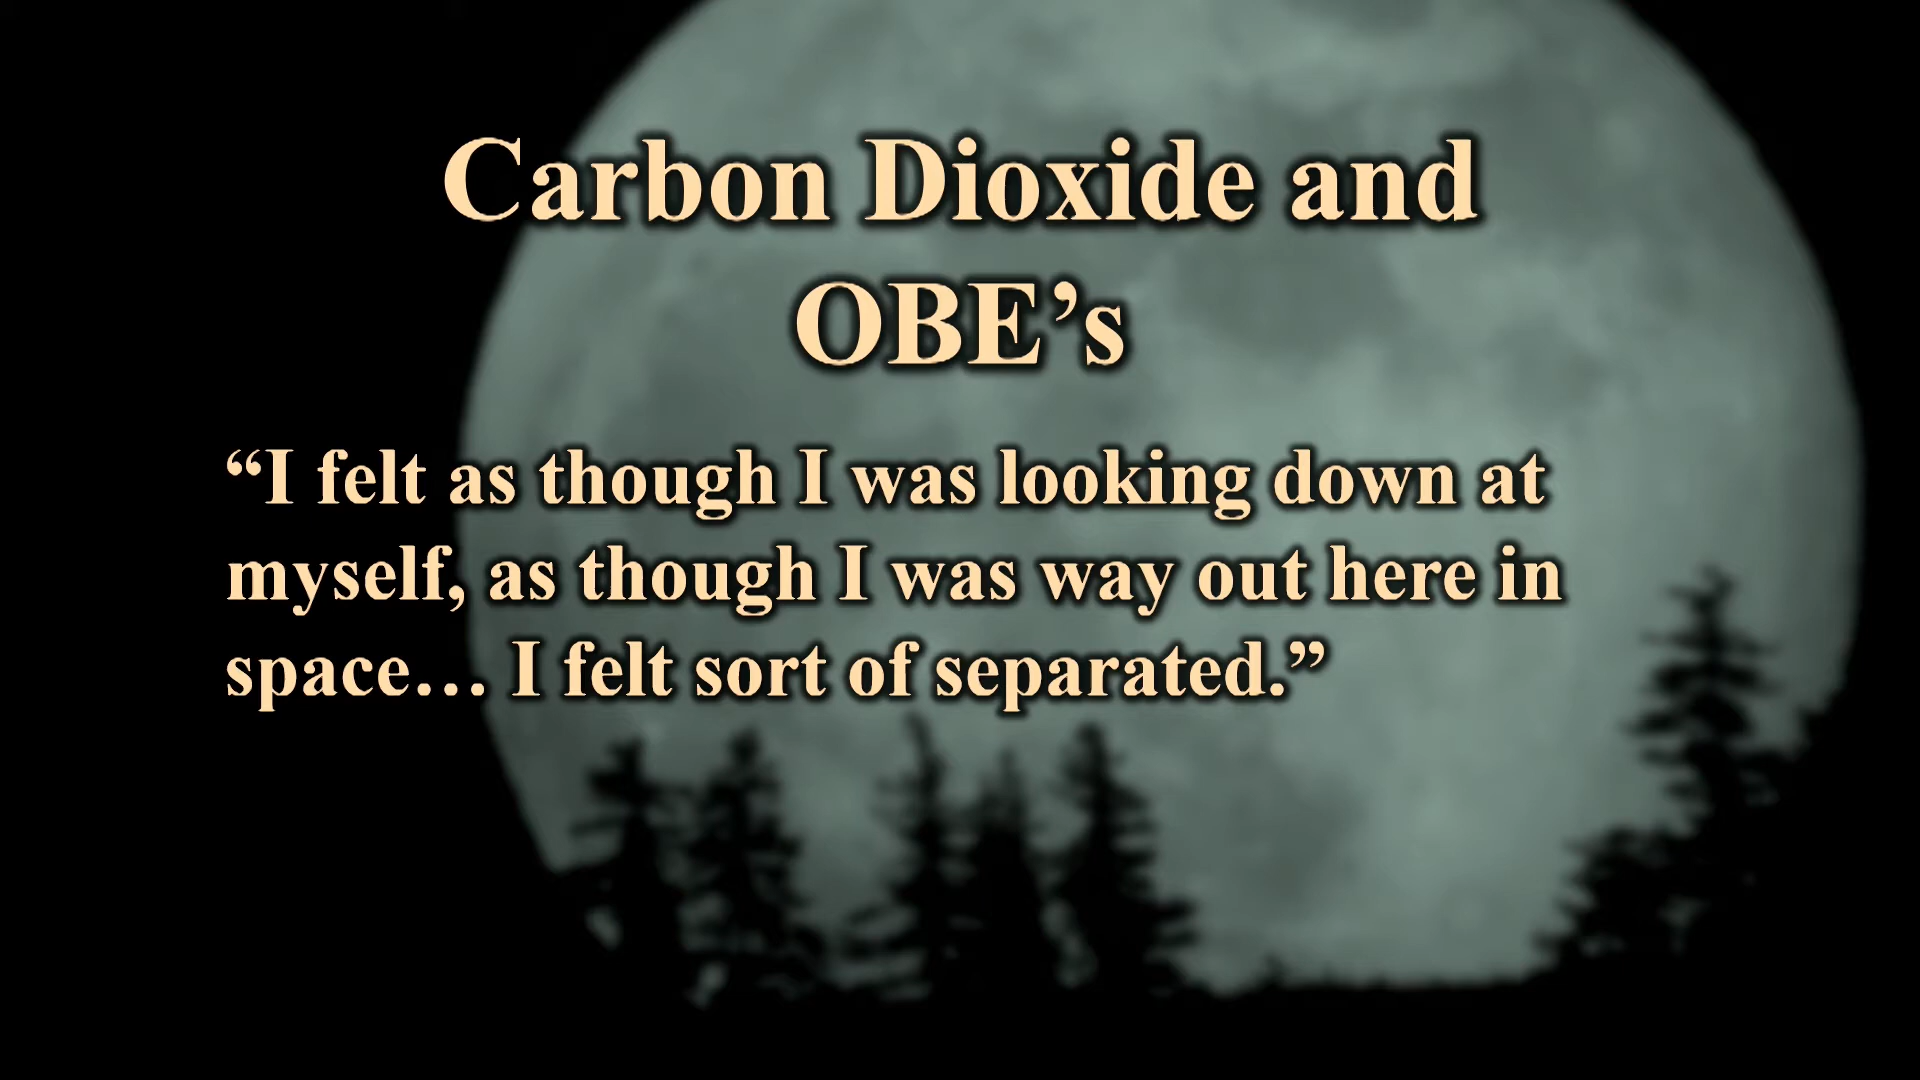 Carbon Dioxide and
OBE’s
“I felt as though I was looking down at
myself, as though I was way out here in
space… I felt sort of separated.”